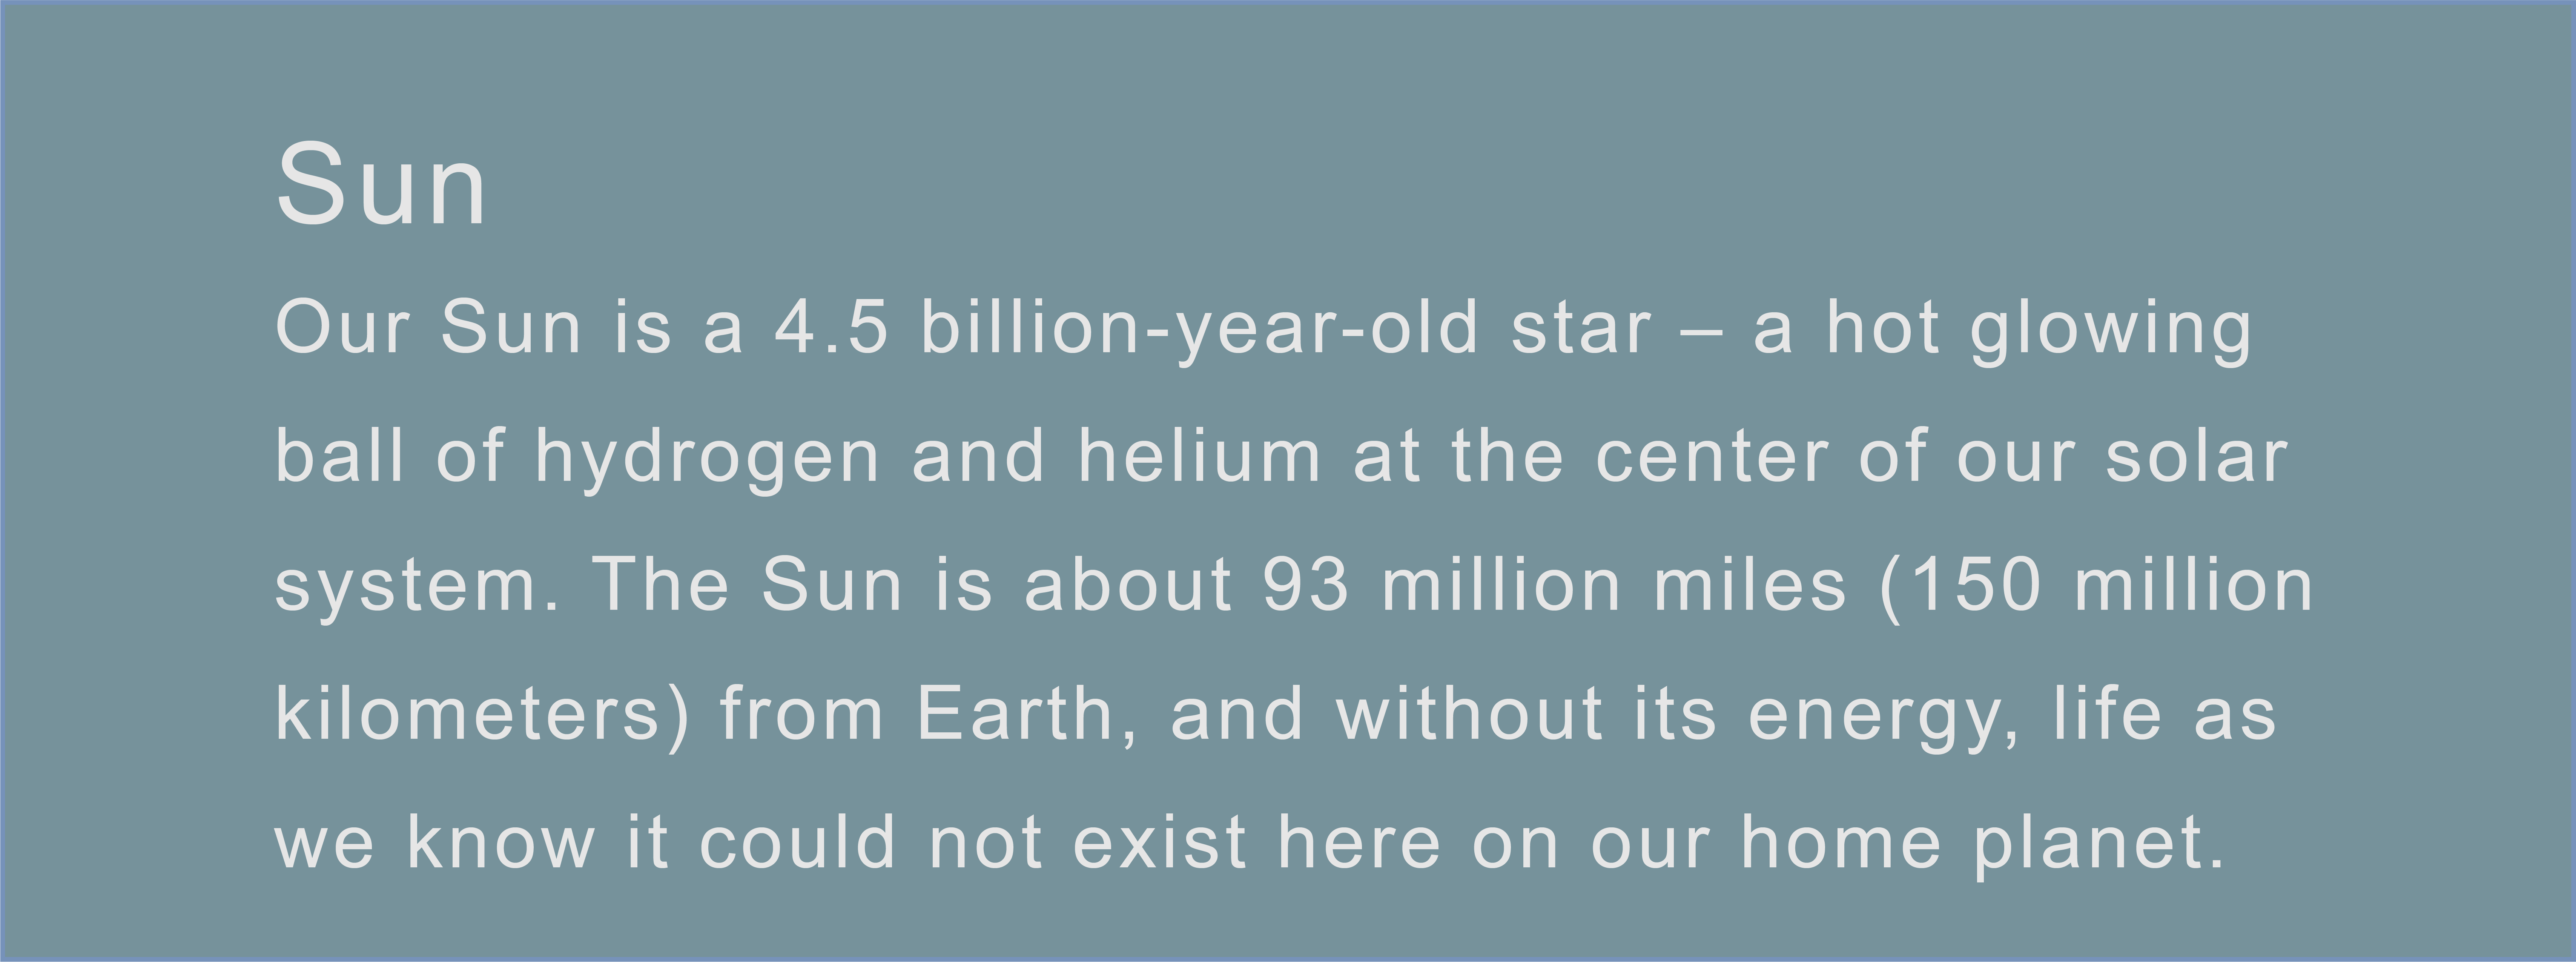 Sun
Our Sun is a 4.5 billion-year-old star – a hot glowing
ball of hydrogen and helium at the center of our solar
system. The Sun is about 93 million miles (150 million
kilometers) from Earth, and without its energy, life as
we know it could not exist here on our home planet.